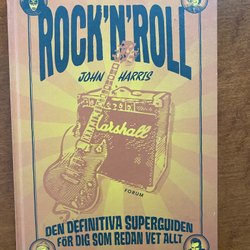 ROCK'N'ROLL
JOHN HARRIS
Marshall
FORUM
DEN DEFINITIVA SUPERGUIDEN
FÖR DIG SOM REDAN VET ALLT